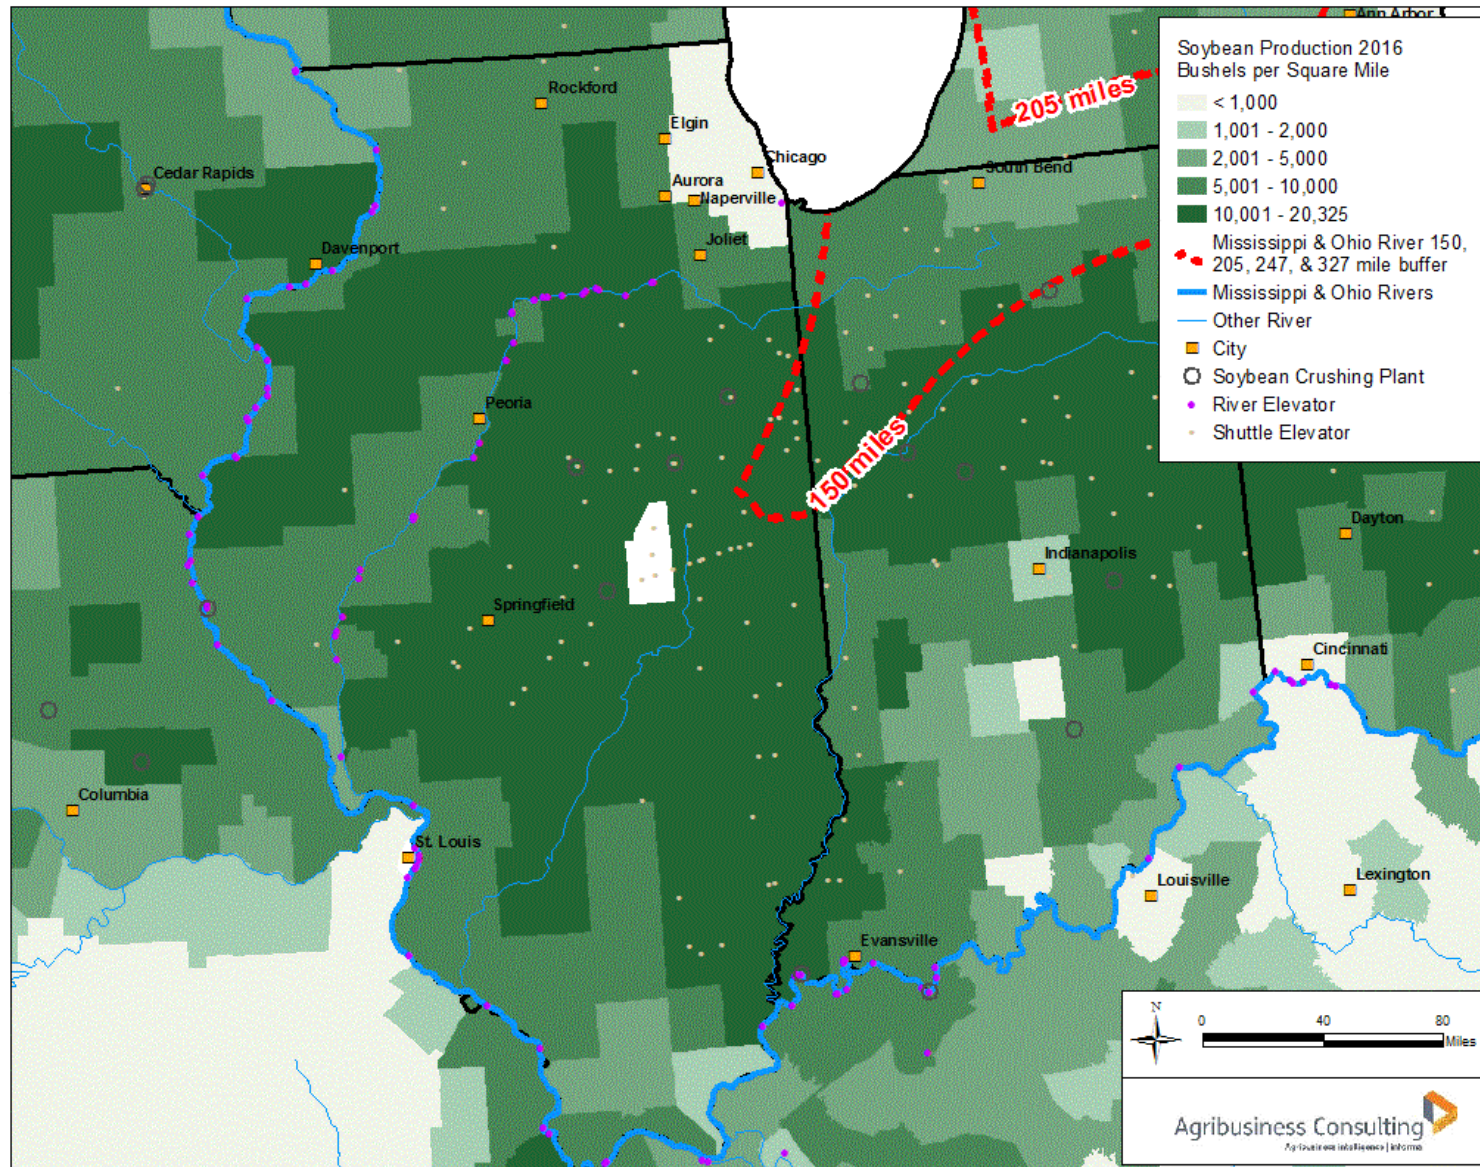 Ann Arbor
Soybean Production 2016
Bushels per Square Mile
< 1,000
1,001 - 2,000
2,001 - 5,000
5,001 - 10,000
10,001 - 20,325
Mississippi & Ohio River 150,
205, 247, & 327 mile buffer
Mississippi & Ohio Rivers
Other River
City
Soybean Crushing Plant
River Elevator
Shuttle Elevator
205 miles
Rockford
Elgin
Chicago
South Bend
Cedar Rapids
Aurora
Naperville
Joliet
Davenport
Peoria
150 miles
Dayton
Indianapolis
Springfield
Cincinnati
Columbia
St. Louis
Louisville
Lexington
Evansville
N
0 40 80
Miles
Agribusiness Consulting
Agribusiness intelligence | informa